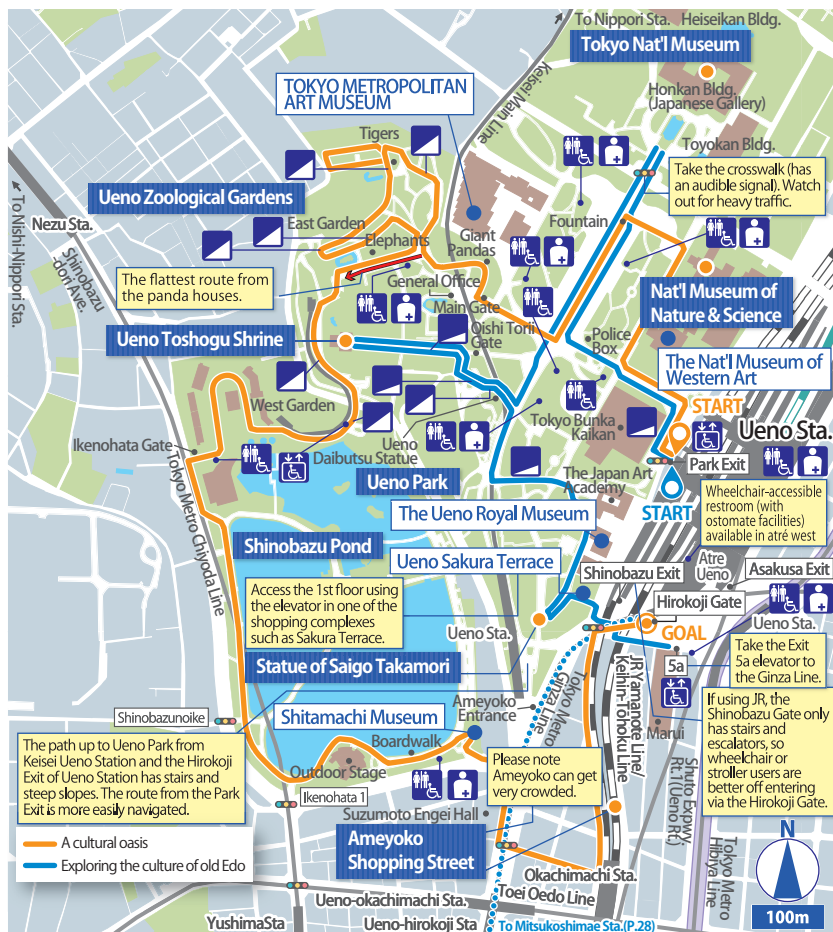 To Nippori Sta.
Heiseikan Bldg.
Tokyo Nat'l Museum
Keisei Main Line
Honkan Bldg.
(Japanese Gallery)
TOKYO METROPOLITAN
ART MUSEUM
Toyokan Bldg.
Tigers
Take the crosswalk (has
an audible signal). Watch
out for heavy traffic.
Ueno Zoological Gardens
To Nishi-Nippori Sta.
Nezu Sta.
Shinobazu
-dori Ave.
East Garden
Elephants
Giant
Pandas
Fountain
The flattest route from
the panda houses.
General Office
Main Gate
Nat'l Museum of
Nature & Science
Oishi Torii
Gate
Police
Box
Ueno Toshogu Shrine
The Nat'l Museum of
Western Art
START
West Garden
Ueno Sta.
Tokyo Bunka
Kaikan
Ikenohata Gate
Ueno
Daibutsu Statue
Park Exit
Ueno Park
START
The Japan Art
Academy
Wheelchair-accessible
restroom (with
ostomate facilities)
available in atré west
Tokyo Metro Chiyoda Line
The Ueno Royal Museum
Shinobazu Pond
Ueno Sakura Terrace
Atre
Ueno
Shinobazu Exit
Asakusa Exit
Access the 1st floor using
the elevator in one of the
shopping complexes
such as Sakura Terrace.
Hirokoji Gate
GOAL
Ueno Sta.
Ueno Sta.
Statue of Saigo Takamori
5a
Take the Exit
5a elevator to
the Ginza Line.
Tokyo Metro
Ginza Line
JR Yamanote Line/
Keihin-Tōhoku Line
Ameyoko
Entrance
Shinobazunoike
Shitamachi Museum
Marui
If using JR, the
Shinobazu Gate only
has stairs and
escalators, so
wheelchair or
stroller users are
better off entering
via the Hirokoji Gate.
The path up to Ueno Park from
Keisei Ueno Station and the Hirokoji
Exit of Ueno Station has stairs and
steep slopes. The route from the Park
Exit is more easily navigated.
Boardwalk
Outdoor Stage
Please note
Ameyoko can get
very crowded.
Ikenohata 1
Suzumoto Engei Hall
Shuto Expwy
Rt.1(Ueno Rt.)
Tokyo Metro
Hibiya Line
N
A cultural oasis
Exploring the culture of old Edo
Ameyoko
Shopping Street
Okachimachi Sta.
Toei Oedo Line
100m
Ueno-okachimachi Sta.
YushimaSta
Ueno-hirokoji Sta
To Mitsukoshimae Sta.(P.28)